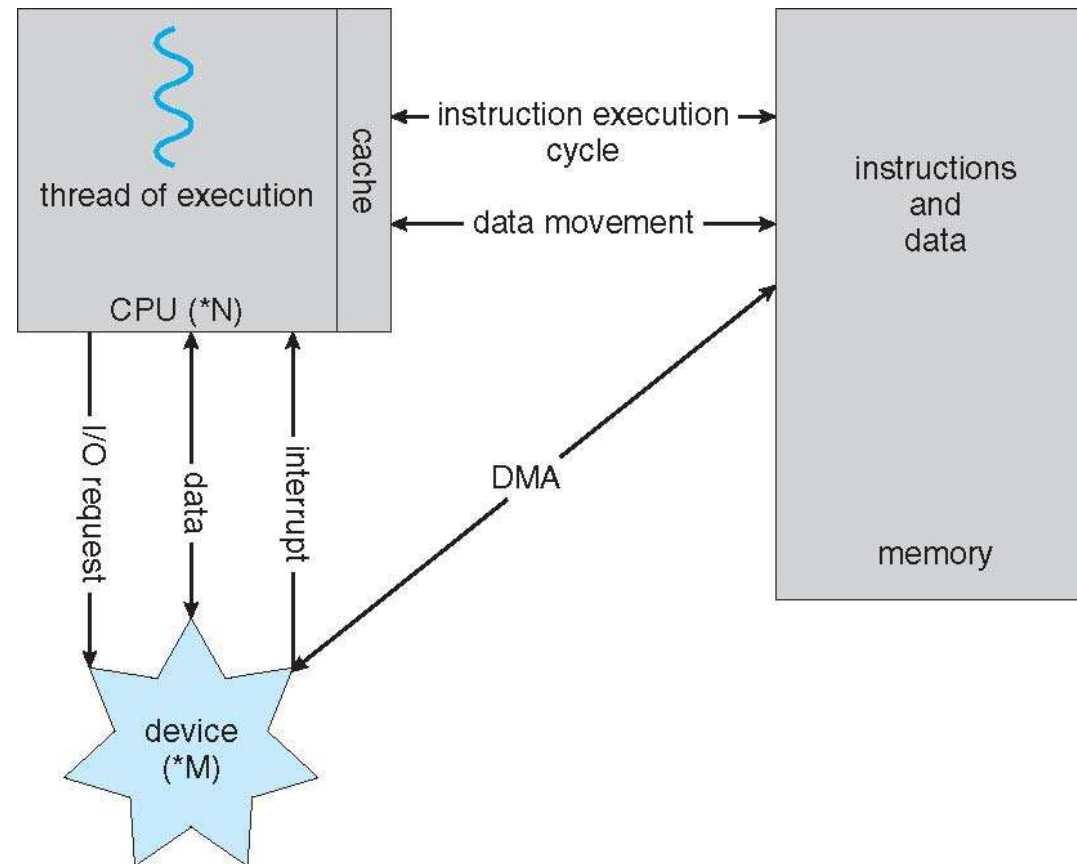 thread of execution
cache
CPU (*N)
instruction execution
cycle
data movement
instructions
and
data
memory
I/O request
data
interrupt
DMA
device
(*M)